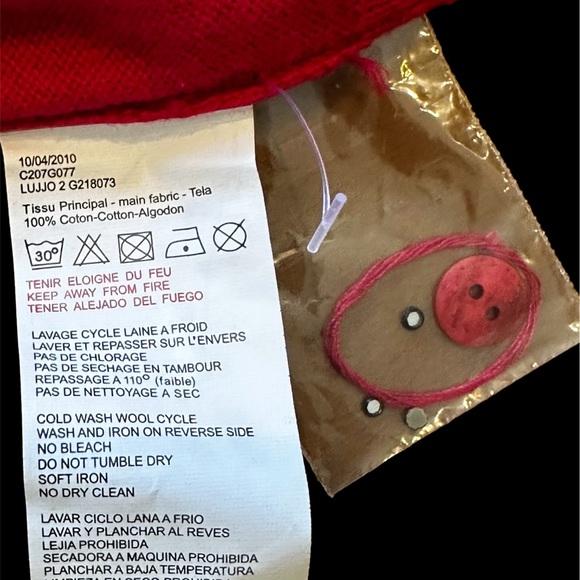 10/04/2010
C207G077
LUJJO 2 G218073
Tissu Principal - main fabric - Tela
100% Coton-Cotton-Algodon
30°
TENIR ELOIGNE DU FEU
KEEP AWAY FROM FIRE
TENER ALEJADO DEL FUEGO
LAVAGE CYCLE LAINE A FROID
LAVER ET REPASSER SUR L'ENVERS
PAS DE CHLORAGE
PAS DE SECHAGE EN TAMBOUR
REPASSAGE A 110° (faible)
PAS DE NETTOYAGE A SEC
COLD WASH WOOL CYCLE
WASH AND IRON ON REVERSE SIDE
NO BLEACH
DO NOT TUMBLE DRY
SOFT IRON
NO DRY CLEAN
LAVAR CICLO LANA A FRIO
LAVAR Y PLANCHAR AL REVES
LEJIA PROHIBIDA
SECADORA A MAQUINA PROHIBIDA
PLANCHAR A BAJA TEMPERATURA